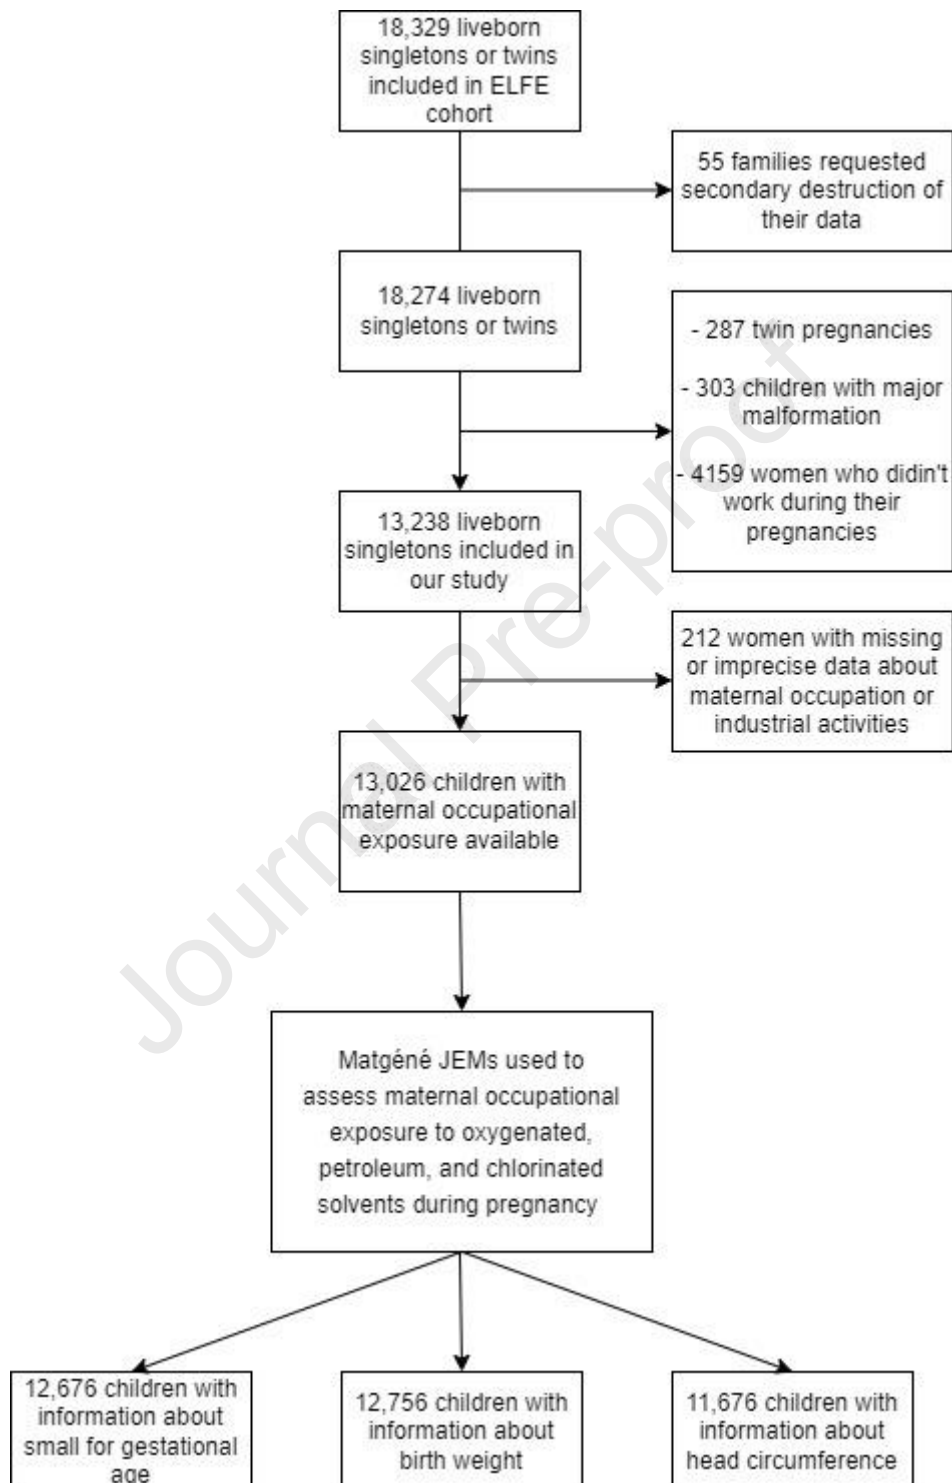 18,329 liveborn
singletons or twins
included in ELFE
cohort
55 families requested
secondary destruction of
their data
18,274 liveborn
singletons or twins
- 287 twin pregnancies
- 303 children with major
malformation
- 4159 women who didin't
work during their
pregnancies
13,238 liveborn
singletons included in
our study
212 women with missing
or imprecise data about
maternal occupation or
industrial activities
13,026 children with
maternal occupational
exposure available
Matgéné JEMs used to
assess maternal occupational
exposure to oxygenated,
petroleum, and chlorinated
solvents during pregnancy
12,676 children with
information about
small for gestational
age
12,756 children with
information about
birth weight
11,676 children with
information about
head circumference
Journal Pre-proof